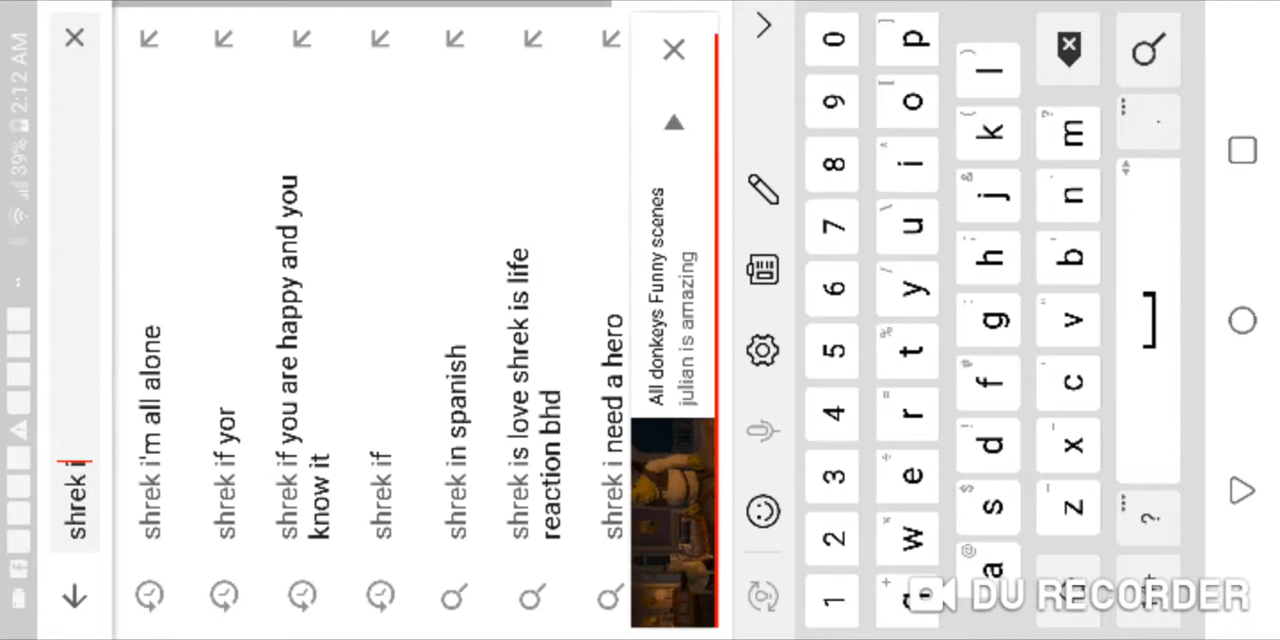 39% 2:12 AM
shrek i
shrek i'm all alone
shrek if yor
shrek if you are happy and you
know it
shrek if
shrek in spanish
shrek is love shrek is life
reaction bhd
shrek i need a hero
All donkeys Funny scenes
julian is amazing
1 2 3 4 5 6 7 8 9 0
q w e r t y u i o p
a s d f g h j k l
z x c v b n m
? .
DU RECORDER